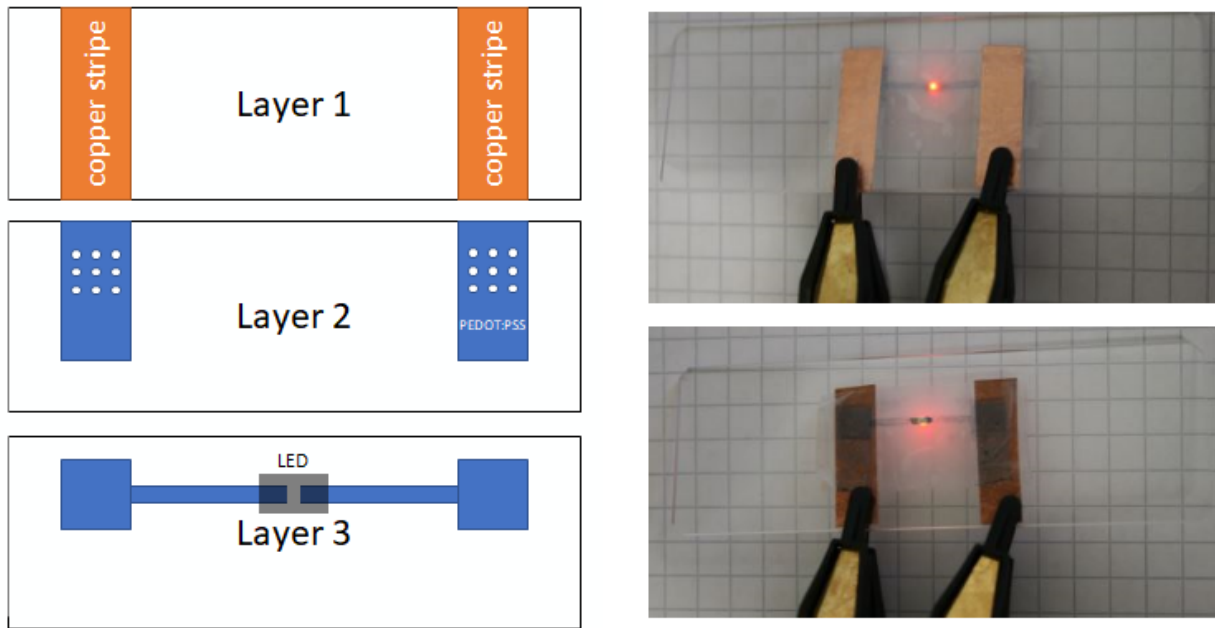 copper stripe
Layer 1
copper stripe
Layer 2
PEDOT:PSS
LED
Layer 3